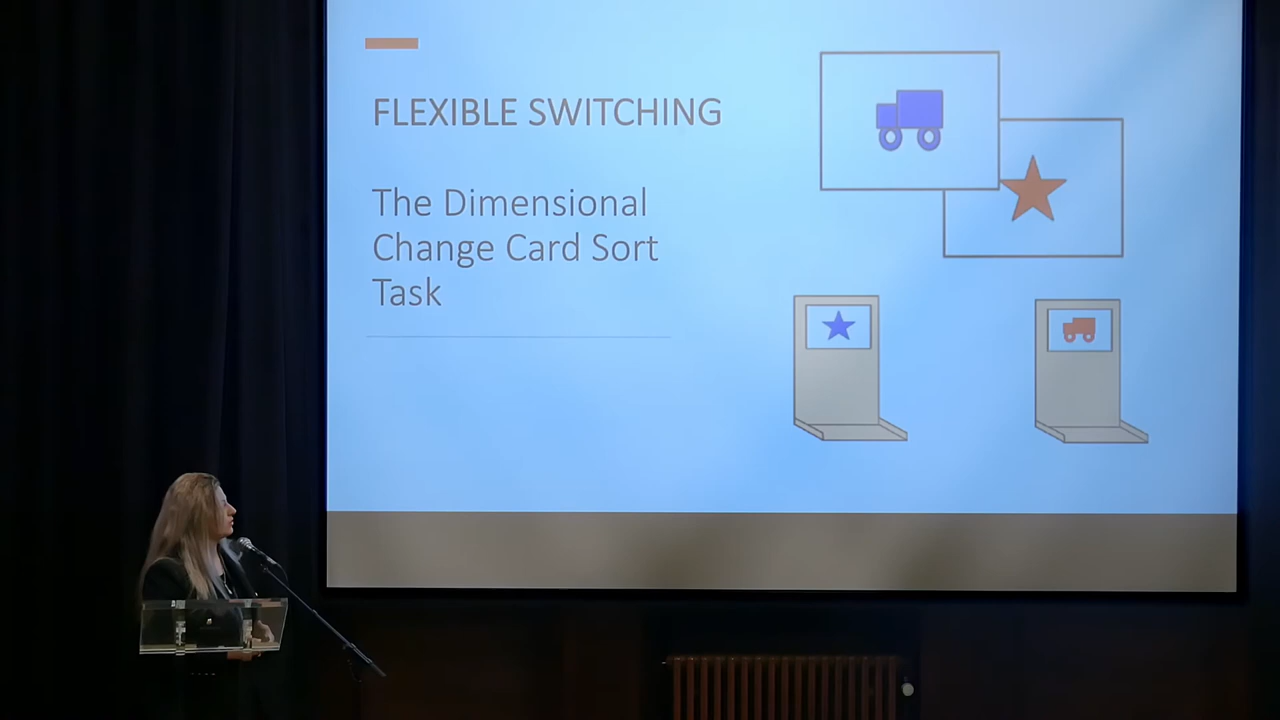 FLEXIBLE SWITCHING
The Dimensional
Change Card Sort
Task